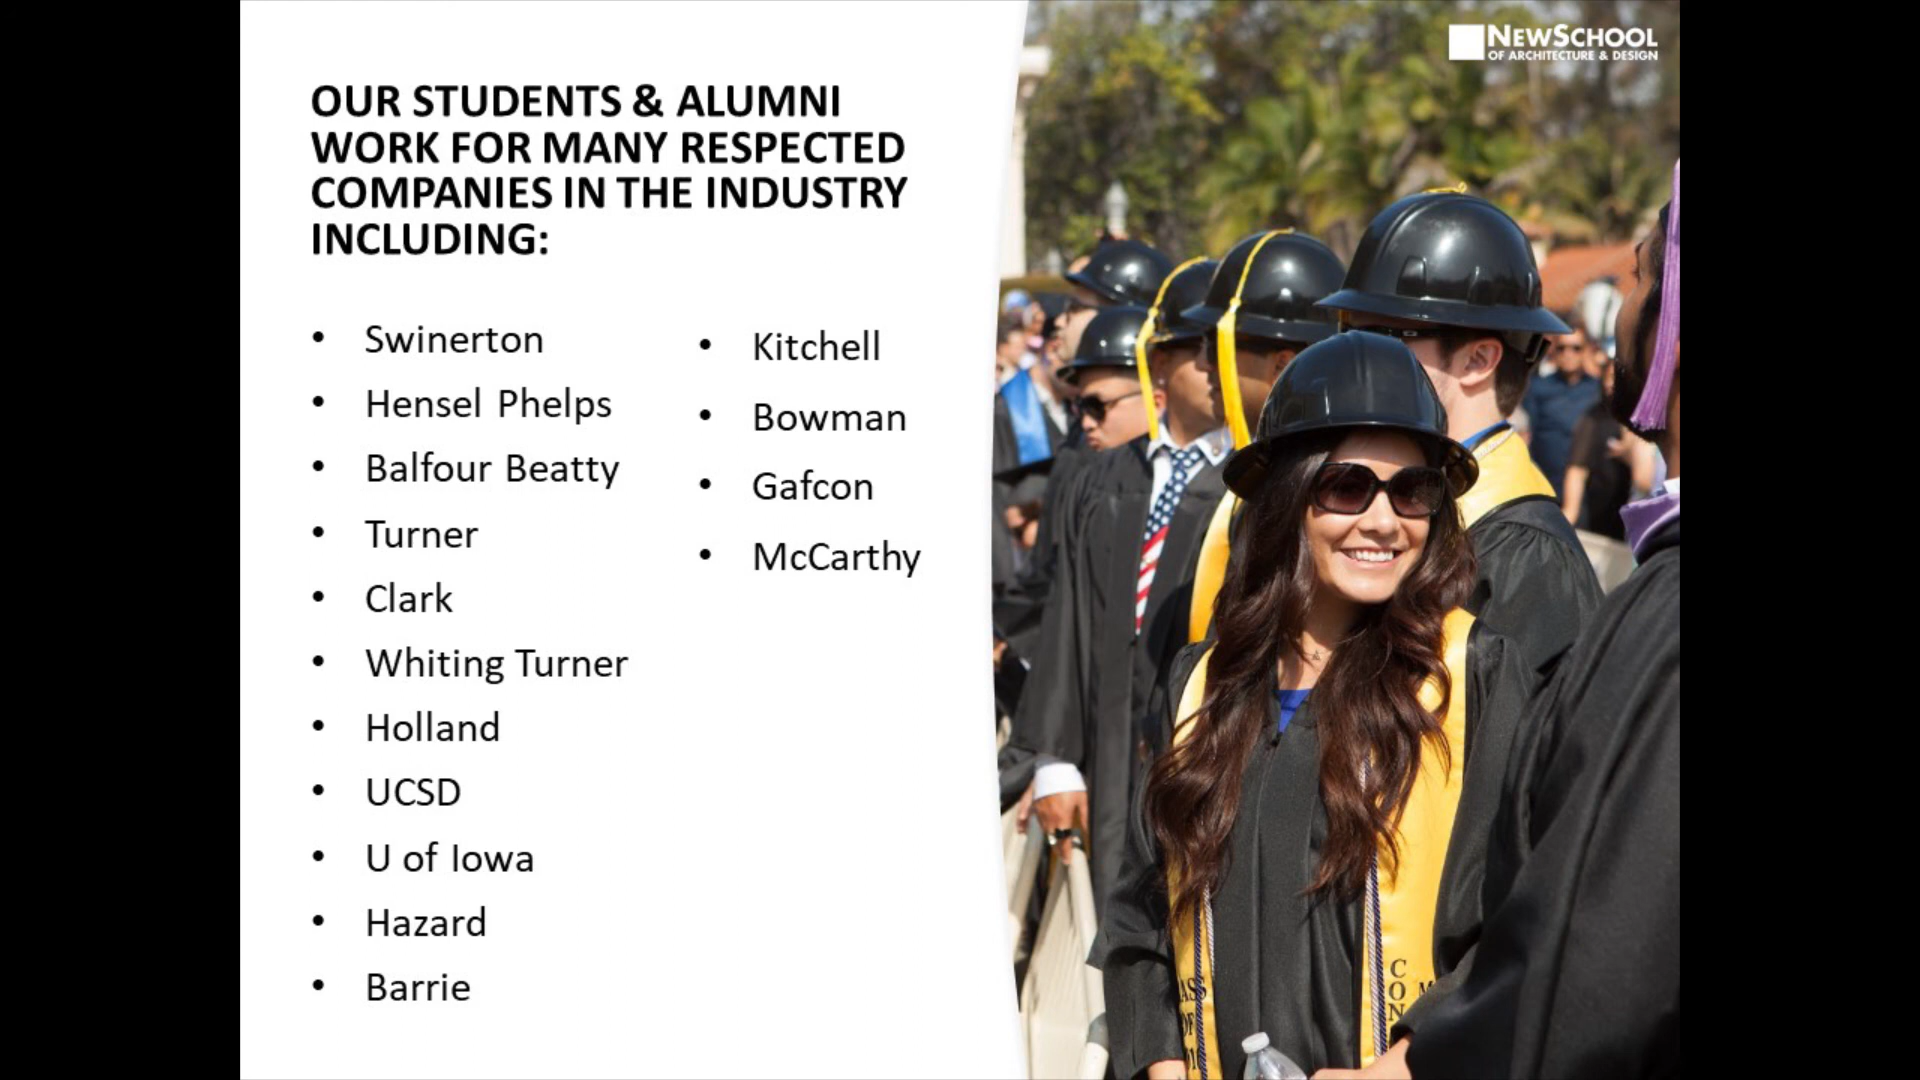 NEWSCHOOL
OF ARCHITECTURE & DESIGN
OUR STUDENTS & ALUMNI
WORK FOR MANY RESPECTED
COMPANIES IN THE INDUSTRY
INCLUDING:
• Swinerton
• Hensel Phelps
• Balfour Beatty
• Turner
• Clark
• Whiting Turner
• Holland
• UCSD
• U of Iowa
• Hazard
• Barrie
• Kitchell
• Bowman
• Gafcon
• McCarthy